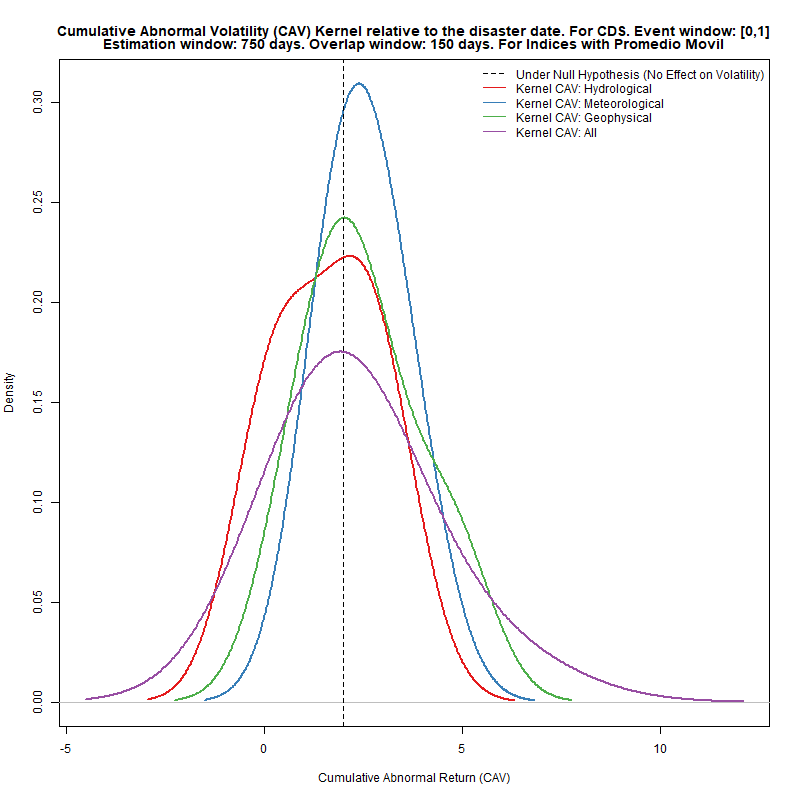 Cumulative Abnormal Volatility (CAV) Kernel relative to the disaster date. For CDS. Event window: [0,1]
Estimation window: 750 days. Overlap window: 150 days. For Indices with Promedio Movil
Under Null Hypothesis (No Effect on Volatility)
Kernel CAV: Hydrological
Kernel CAV: Meteorological
Kernel CAV: Geophysical
Kernel CAV: All
0.30
0.25
0.20
0.15
0.10
0.05
0.00
Density
-5 0 5 10
Cumulative Abnormal Return (CAV)